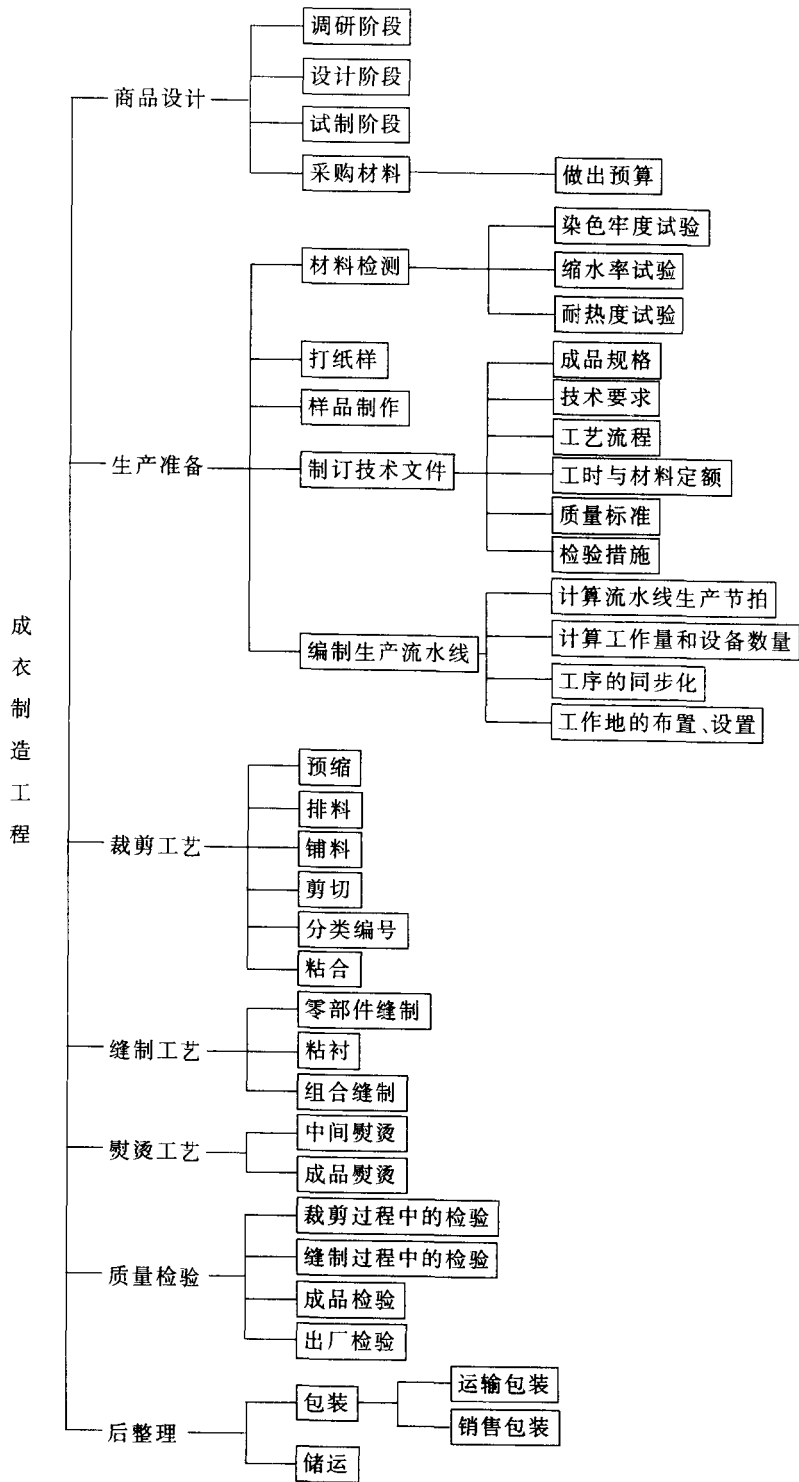 成衣制造工程
商品设计
调研阶段
设计阶段
试制阶段
采购材料
做出预算
生产准备
材料检测
染色牢度试验
缩水率试验
耐热度试验
打纸样
样品制作
制订技术文件
成品规格
技术要求
工艺流程
工时与材料定额
质量标准
检验措施
编制生产流水线
计算流水线生产节拍
计算工作量和设备数量
工序的同步化
工作地的布置、设置
裁剪工艺
预缩
排料
铺料
剪切
分类编号
粘合
缝制工艺
零部件缝制
粘衬
组合缝制
熨烫工艺
中间熨烫
成品熨烫
质量检验
裁剪过程中的检验
缝制过程中的检验
成品检验
出厂检验
后整理
包装
运输包装
销售包装
储运